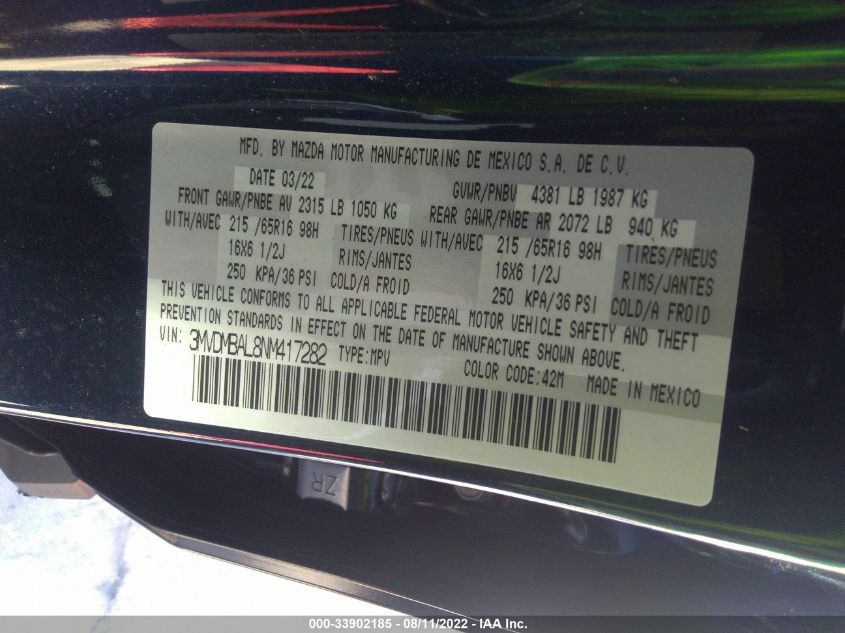 MFD. BY MAZDA MOTOR MANUFACTURING DE MEXICO S.A. DE C.V.
DATE 03/22 GVWR/PNBV 4381 LB 1987 KG
FRONT GAWR/PNBE AV 2315 LB 1050 KG REAR GAWR/PNBE AR 2072 LB 940 KG
WITH/AVEC 215 /65R16 98H TIRES/PNEUS WITH/AVEC 215 /65R16 98H TIRES/PNEUS
16X6 1/2J RIMS/JANTES 16X6 1/2J RIMS/JANTES
250 KPA/36 PSI COLD/A FROID 250 KPA/36 PSI COLD/A FROID
THIS VEHICLE CONFORMS TO ALL APPLICABLE FEDERAL MOTOR VEHICLE SAFETY AND THEFT
PREVENTION STANDARDS IN EFFECT ON THE DATE OF MANUFACTURE SHOWN ABOVE.
VIN: 3MVDMBAL8NM417282 TYPE:MPV COLOR CODE:42M MADE IN MEXICO
ZR
000-33902185 - 08/11/2022 - IAA